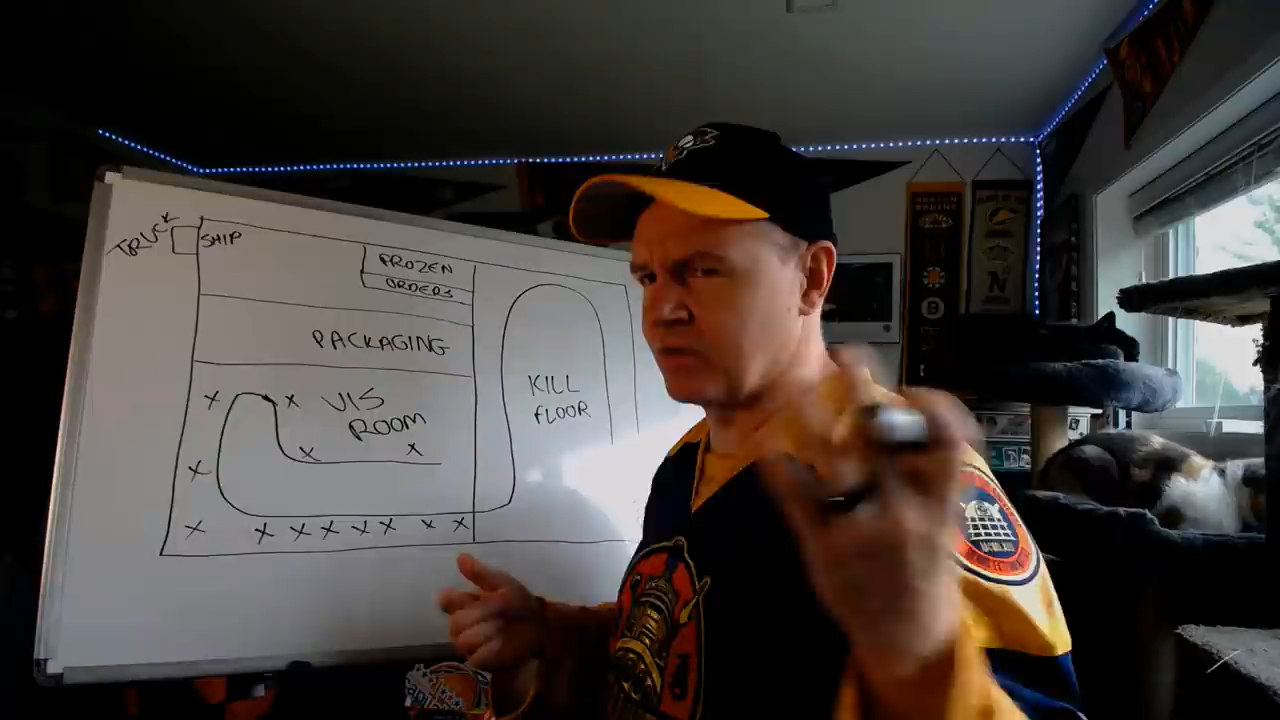 TRUCK
SHIP
FROZEN
ORDERS
PACKAGING
VIS
ROOM
KILL
FLOOR
X X
X X
X
X X X X X X X X
B
N